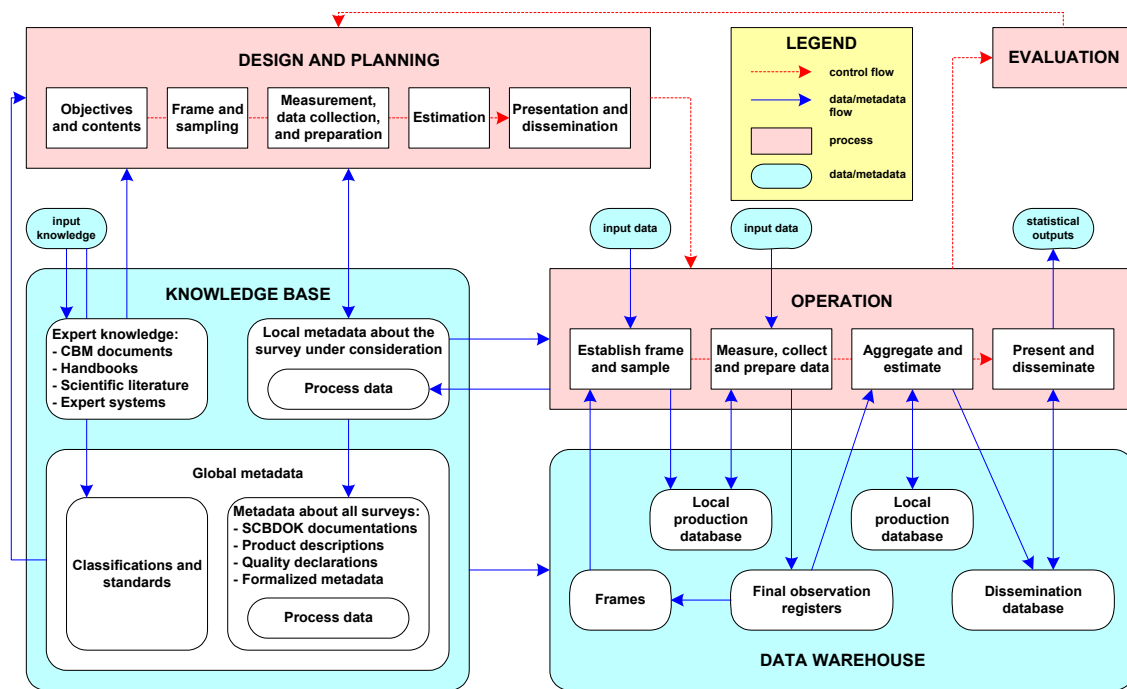 DESIGN AND PLANNING
Objectives
and contents
Frame and
sampling
Measurement,
data collection,
and preparation
Estimation
Presentation and
dissemination
LEGEND
control flow
data/metadata
flow
process
data/metadata
EVALUATION
input
knowledge
input data
input data
statistical
outputs
KNOWLEDGE BASE
Expert knowledge:
- CBM documents
- Handbooks
- Scientific literature
- Expert systems
Local metadata about the
survey under consideration
Process data
Global metadata
Classifications and
standards
Metadata about all surveys:
- SCBDOK documentations
- Product descriptions
- Quality declarations
- Formalized metadata
Process data
OPERATION
Establish frame
and sample
Measure, collect
and prepare data
Aggregate and
estimate
Present and
disseminate
Local
production
database
Local
production
database
Frames
Final observation
registers
Dissemination
database
DATA WAREHOUSE